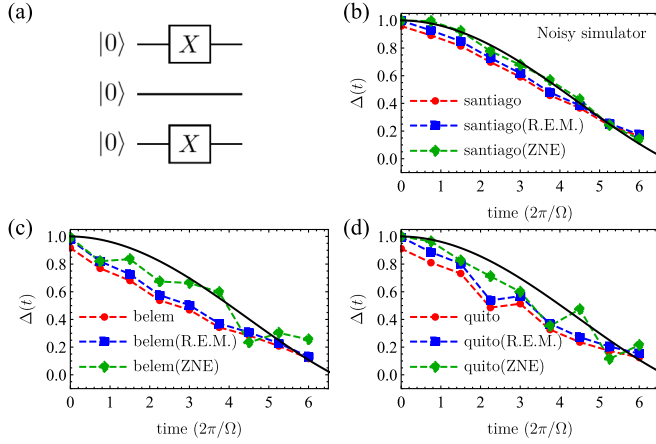 (a)
|0⟩ X
|0⟩
|0⟩ X
(b)
Noisy simulator
Δ(t)
1.0
0.8
0.6
0.4
0.2
0.0
santiago
santiago(R.E.M.)
santiago(ZNE)
0 1 2 3 4 5 6
time (2π/Ω)
(c)
Δ(t)
1.0
0.8
0.6
0.4
0.2
0.0
belem
belem(R.E.M.)
belem(ZNE)
0 1 2 3 4 5 6
time (2π/Ω)
(d)
Δ(t)
1.0
0.8
0.6
0.4
0.2
0.0
quito
quito(R.E.M.)
quito(ZNE)
0 1 2 3 4 5 6
time (2π/Ω)